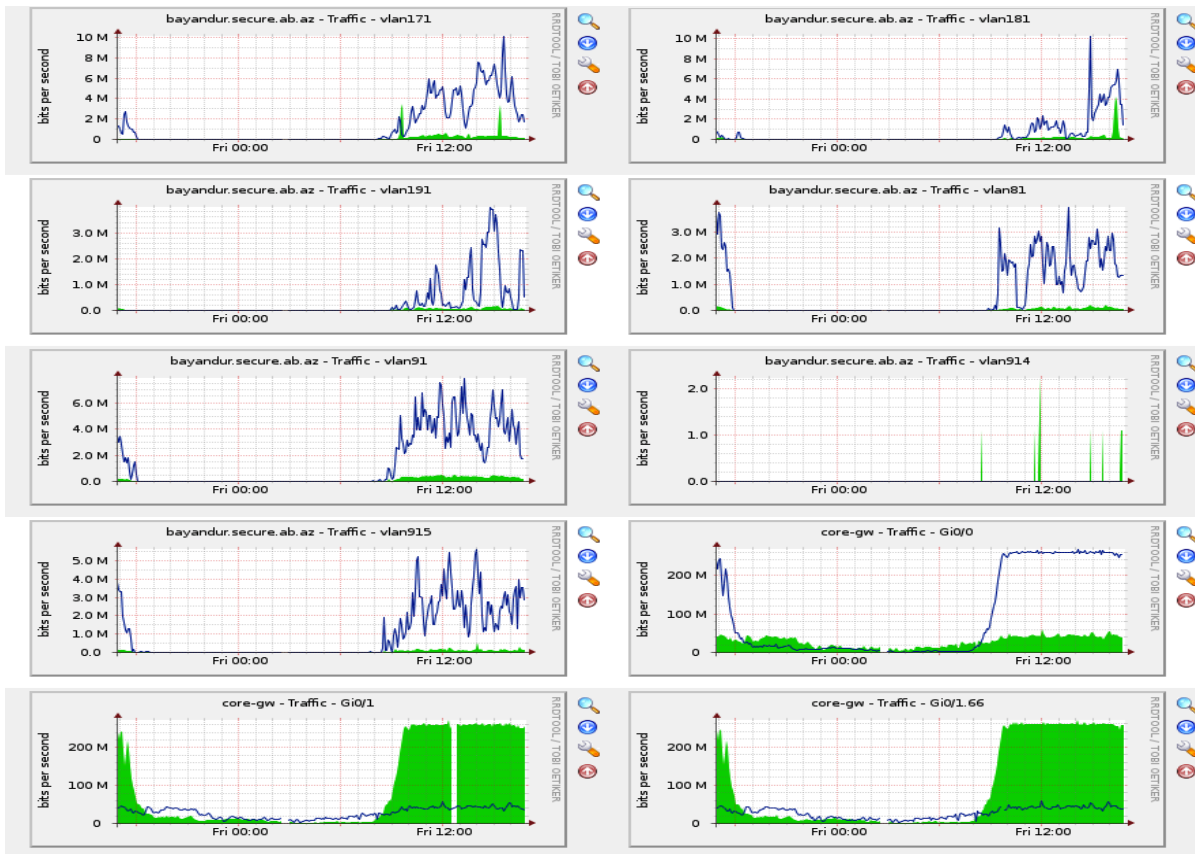 bayandur.secure.ab.az - Traffic - vlan171
RRDTOOL / TOBI OETIKER
bits per second
10 M
8 M
6 M
4 M
2 M
0
Fri 00:00
Fri 12:00
bayandur.secure.ab.az - Traffic - vlan181
RRDTOOL / TOBI OETIKER
bits per second
10 M
8 M
6 M
4 M
2 M
0
Fri 00:00
Fri 12:00
bayandur.secure.ab.az - Traffic - vlan191
RRDTOOL / TOBI OETIKER
bits per second
3.0 M
2.0 M
1.0 M
0.0
Fri 00:00
Fri 12:00
bayandur.secure.ab.az - Traffic - vlan81
RRDTOOL / TOBI OETIKER
bits per second
3.0 M
2.0 M
1.0 M
0.0
Fri 00:00
Fri 12:00
bayandur.secure.ab.az - Traffic - vlan91
RRDTOOL / TOBI OETIKER
bits per second
6.0 M
4.0 M
2.0 M
0.0
Fri 00:00
Fri 12:00
bayandur.secure.ab.az - Traffic - vlan914
RRDTOOL / TOBI OETIKER
bits per second
2.0
1.0
0.0
Fri 00:00
Fri 12:00
bayandur.secure.ab.az - Traffic - vlan915
RRDTOOL / TOBI OETIKER
bits per second
5.0 M
4.0 M
3.0 M
2.0 M
1.0 M
0.0
Fri 00:00
Fri 12:00
core-gw - Traffic - Gi0/0
RRDTOOL / TOBI OETIKER
bits per second
200 M
100 M
0
Fri 00:00
Fri 12:00
core-gw - Traffic - Gi0/1
RRDTOOL / TOBI OETIKER
bits per second
200 M
100 M
0
Fri 00:00
Fri 12:00
core-gw - Traffic - Gi0/1.66
RRDTOOL / TOBI OETIKER
bits per second
200 M
100 M
0
Fri 00:00
Fri 12:00